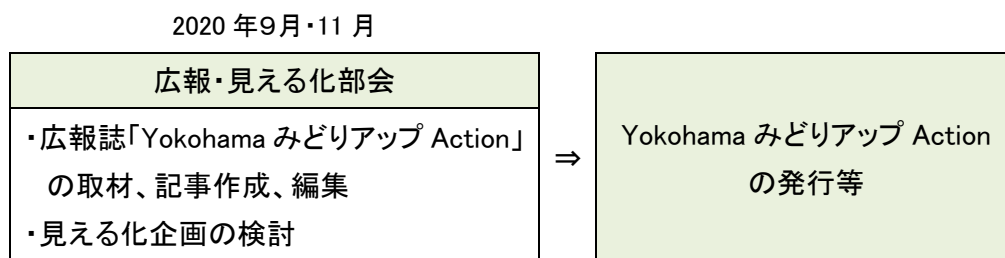 2020 年９月・11 月
広報・見える化部会
・広報誌「Yokohama みどりアップ Action」
の取材、記事作成、編集
・見える化企画の検討
⇒
Yokohama みどりアップ Action
の発行等